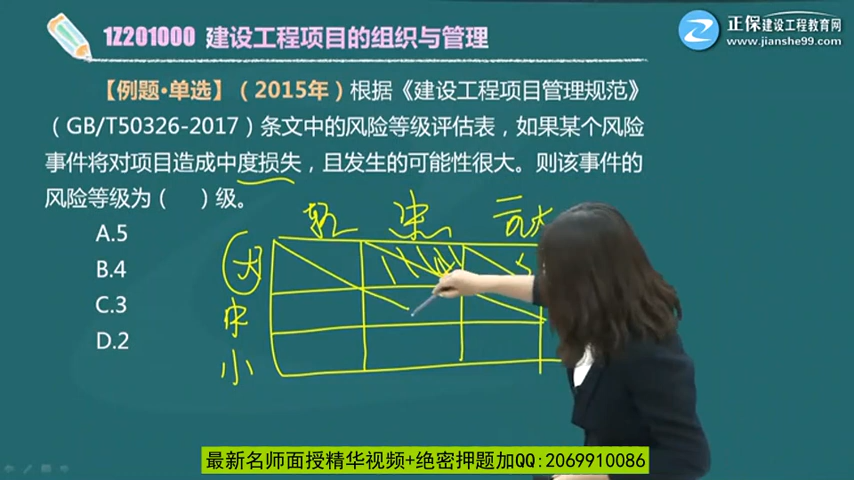 1Z201000 建设工程项目的组织与管理
正保建设工程教育网
www.jianshe99.com
【例题·单选】（2015年）根据《建设工程项目管理规范》
（GB/T50326-2017）条文中的风险等级评估表，如果某个风险
事件将对项目造成中度损失，且发生的可能性很大。则该事件的
风险等级为（ ）级。
A.5
B.4
C.3
D.2
轻
大
中
小
最新名师面授精华视频+绝密押题加QQ:2069910086